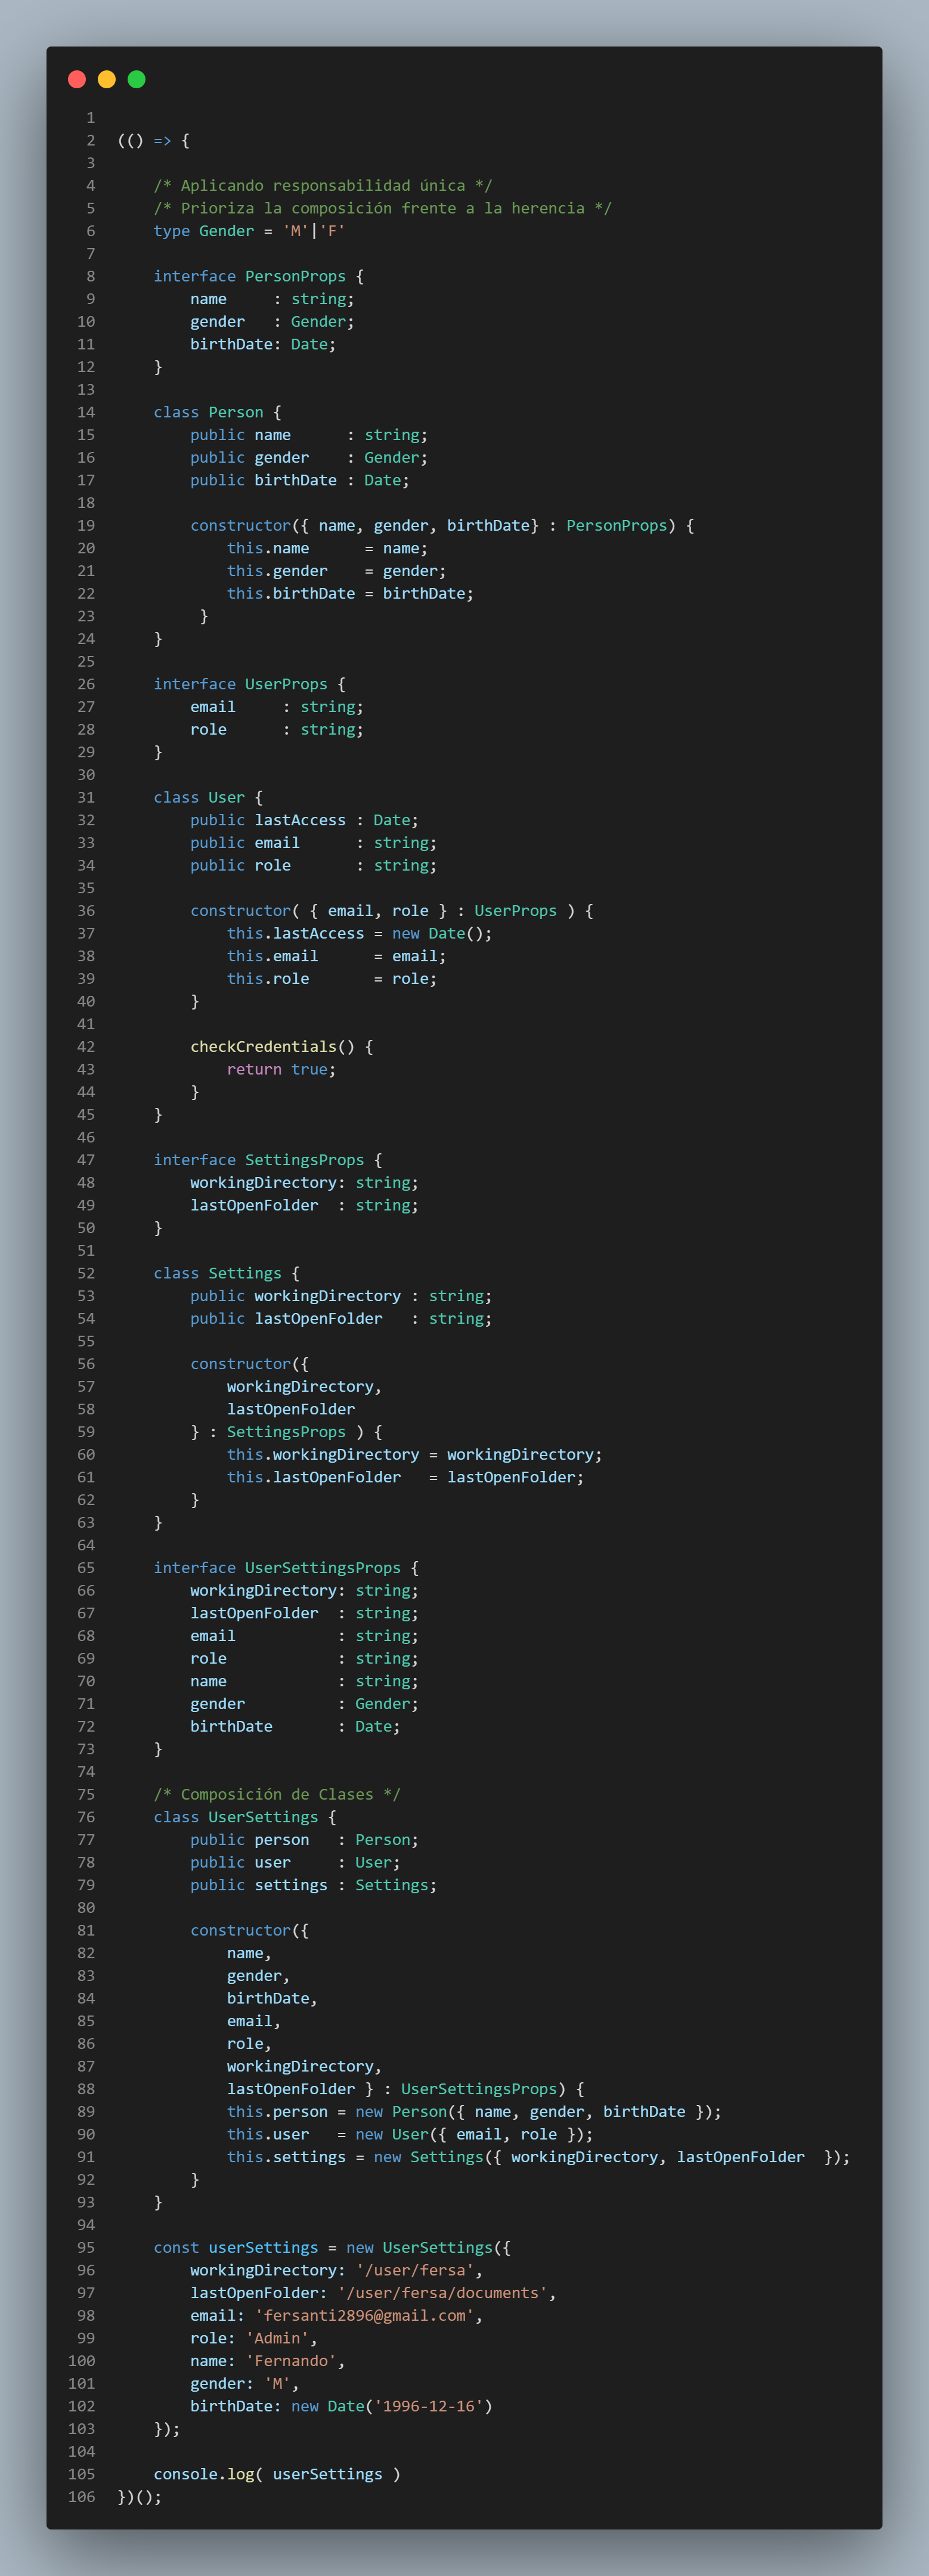 1
2 (() => {
3
4     /* Aplicando responsabilidad única */
5     /* Prioriza la composición frente a la herencia */
6     type Gender = 'M'|'F'
7
8     interface PersonProps {
9         name     : string;
10         gender   : Gender;
11         birthDate: Date;
12     }
13
14     class Person {
15         public name      : string;
16         public gender    : Gender;
17         public birthDate : Date;
18
19         constructor({ name, gender, birthDate} : PersonProps) {
20             this.name      = name;
21             this.gender    = gender;
22             this.birthDate = birthDate;
23          }
24     }
25
26     interface UserProps {
27         email     : string;
28         role      : string;
29     }
30
31     class User {
32         public lastAccess : Date;
33         public email      : string;
34         public role       : string;
35
36         constructor( { email, role } : UserProps ) {
37             this.lastAccess = new Date();
38             this.email      = email;
39             this.role       = role;
40         }
41
42         checkCredentials() {
43             return true;
44         }
45     }
46
47     interface SettingsProps {
48         workingDirectory: string;
49         lastOpenFolder  : string;
50     }
51
52     class Settings {
53         public workingDirectory : string;
54         public lastOpenFolder   : string;
55
56         constructor({
57             workingDirectory,
58             lastOpenFolder
59         } : SettingsProps ) {
60             this.workingDirectory = workingDirectory;
61             this.lastOpenFolder   = lastOpenFolder;
62         }
63     }
64
65     interface UserSettingsProps {
66         workingDirectory: string;
67         lastOpenFolder  : string;
68         email           : string;
69         role            : string;
70         name            : string;
71         gender          : Gender;
72         birthDate       : Date;
73     }
74
75     /* Composición de Clases */
76     class UserSettings {
77         public person   : Person;
78         public user     : User;
79         public settings : Settings;
80
81         constructor({
82             name,
83             gender,
84             birthDate,
85             email,
86             role,
87             workingDirectory,
88             lastOpenFolder } : UserSettingsProps) {
89             this.person = new Person({ name, gender, birthDate });
90             this.user   = new User({ email, role });
91             this.settings = new Settings({ workingDirectory, lastOpenFolder  });
92         }
93     }
94
95     const userSettings = new UserSettings({
96         workingDirectory: '/user/fersa',
97         lastOpenFolder: '/user/fersa/documents',
98         email: 'fersanti2896@gmail.com',
99         role: 'Admin',
100         name: 'Fernando',
101         gender: 'M',
102         birthDate: new Date('1996-12-16')
103     });
104
105     console.log( userSettings )
106 })();